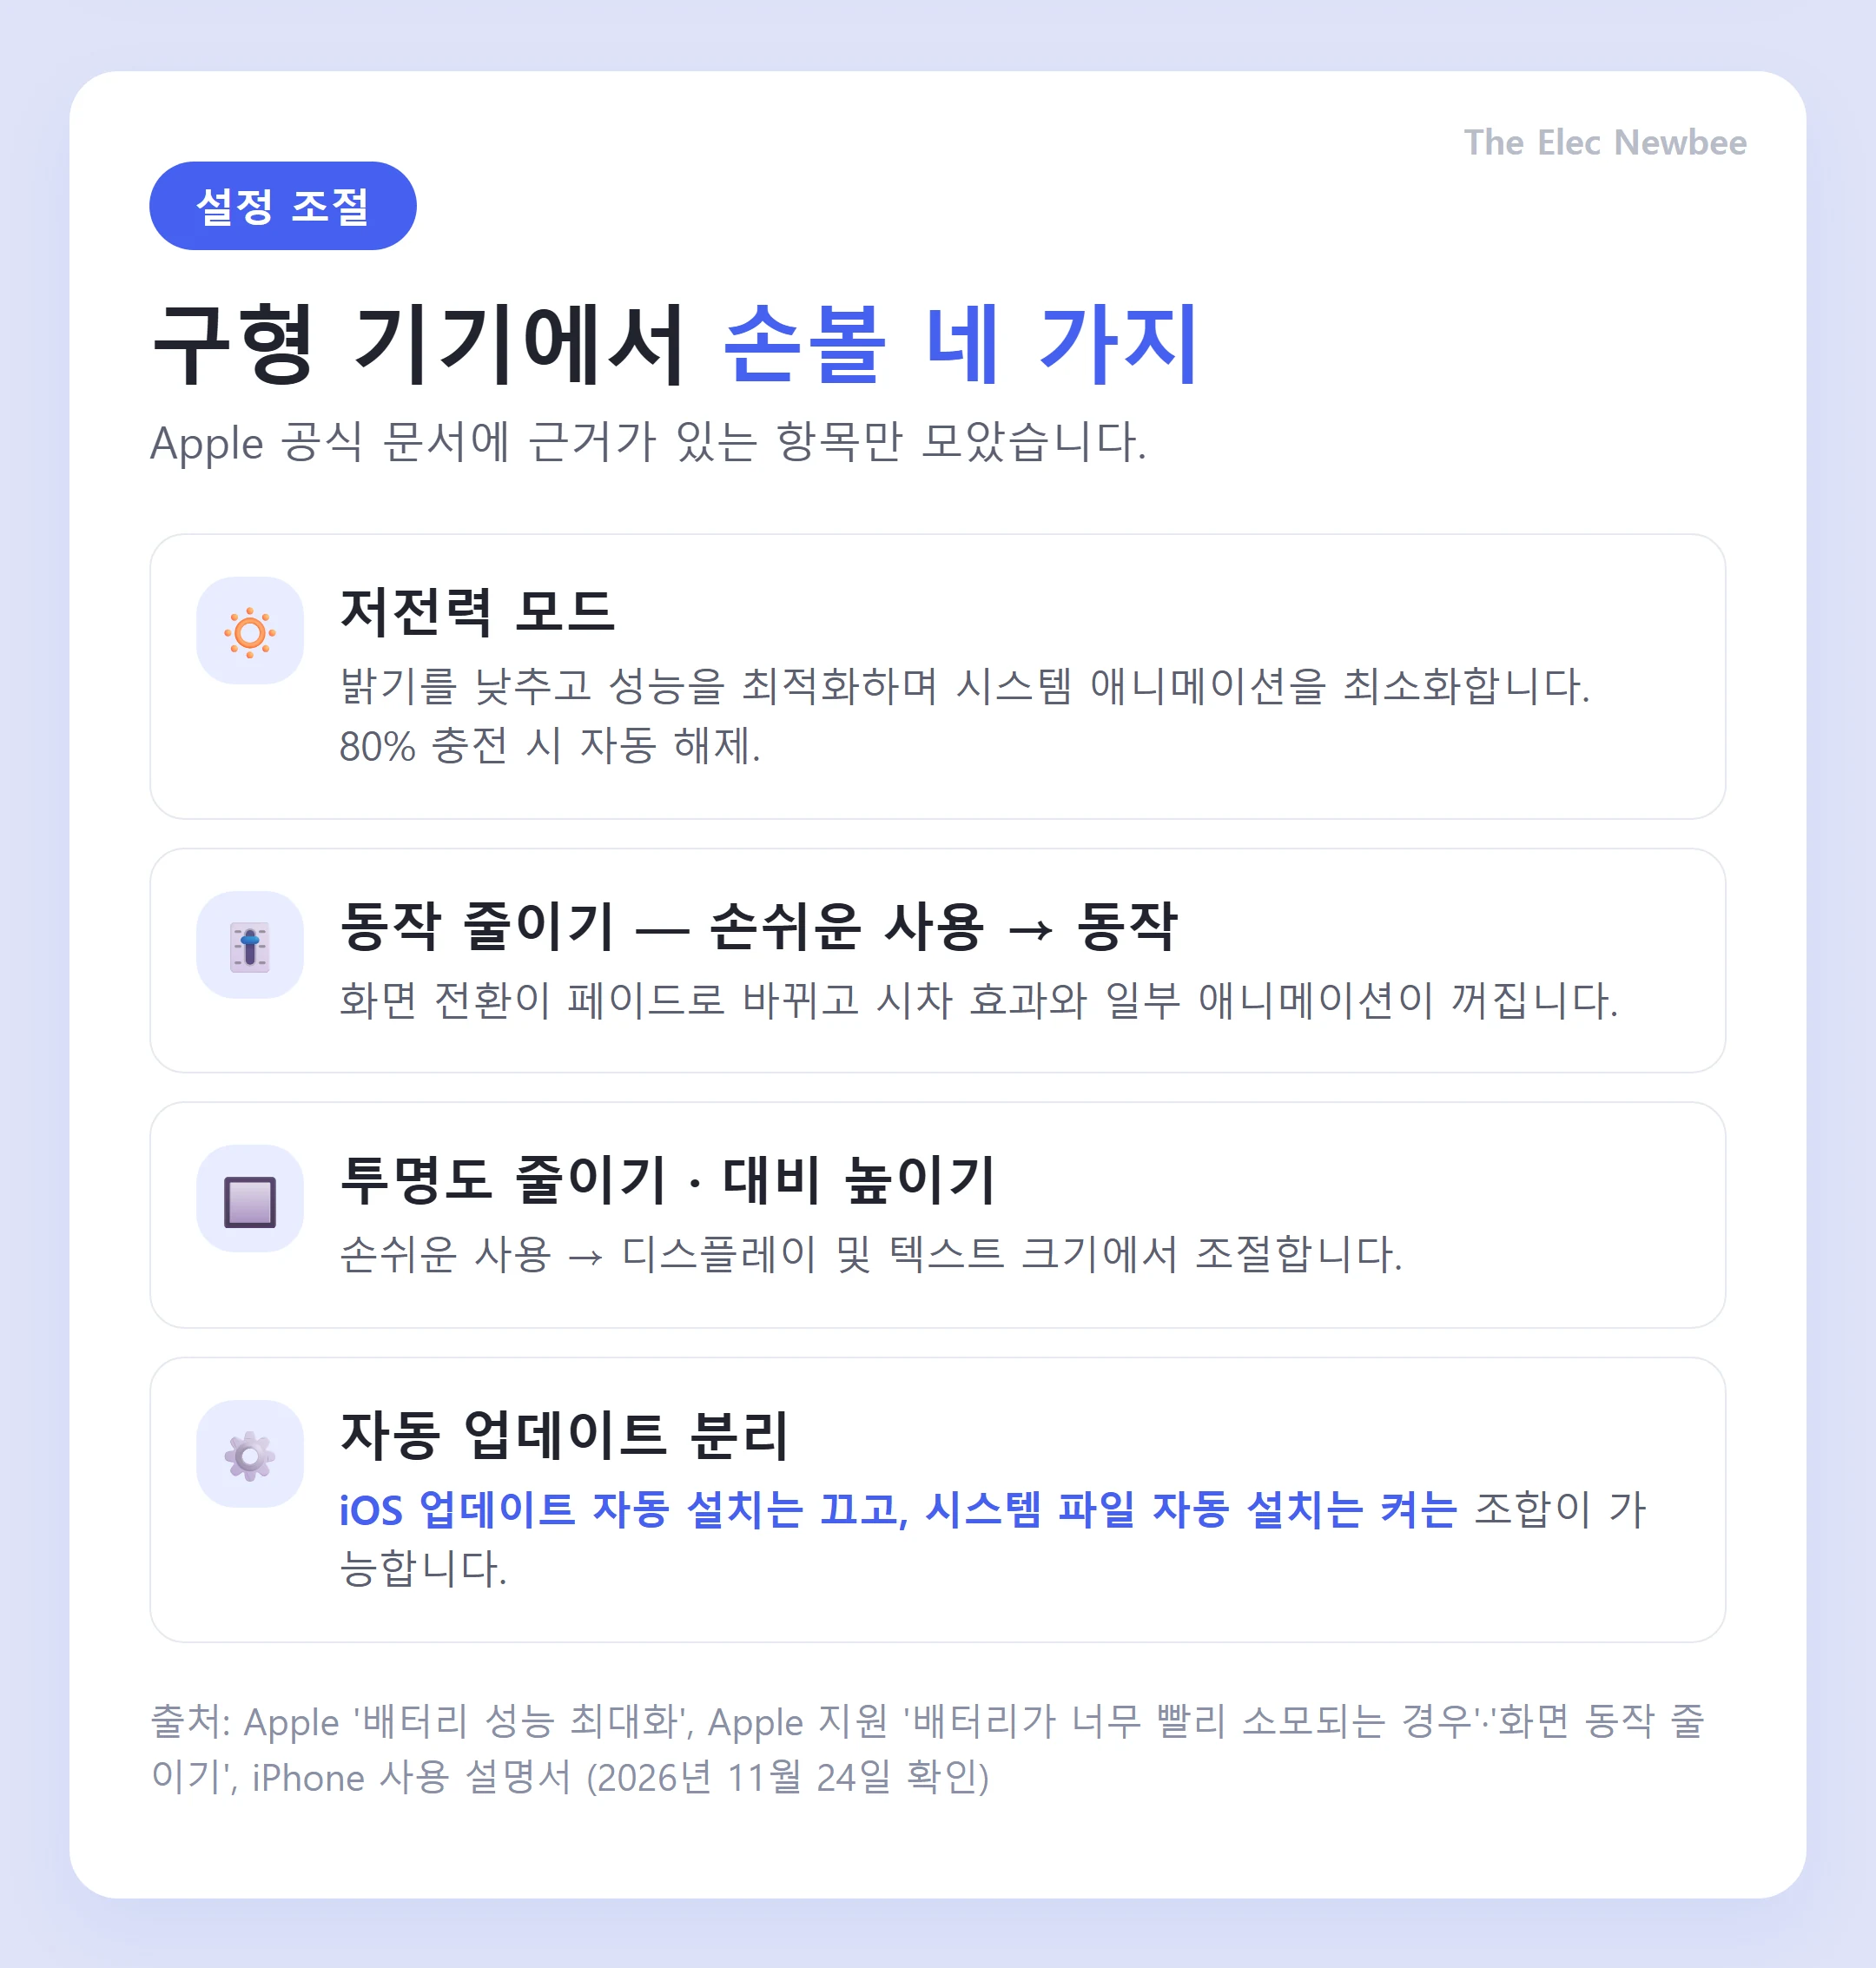 The Elec Newbee
설정 조절
구형 기기에서 손볼 네 가지
Apple 공식 문서에 근거가 있는 항목만 모았습니다.
저전력 모드
밝기를 낮추고 성능을 최적화하며 시스템 애니메이션을 최소화합니다.
80% 충전 시 자동 해제.
동작 줄이기 — 손쉬운 사용 → 동작
화면 전환이 페이드로 바뀌고 시차 효과와 일부 애니메이션이 꺼집니다.
투명도 줄이기 · 대비 높이기
손쉬운 사용 → 디스플레이 및 텍스트 크기에서 조절합니다.
자동 업데이트 분리
iOS 업데이트 자동 설치는 끄고, 시스템 파일 자동 설치는 켜는 조합이 가
능합니다.
출처: Apple '배터리 성능 최대화', Apple 지원 '배터리가 너무 빨리 소모되는 경우'·'화면 동작 줄
이기', iPhone 사용 설명서 (2026년 11월 24일 확인)